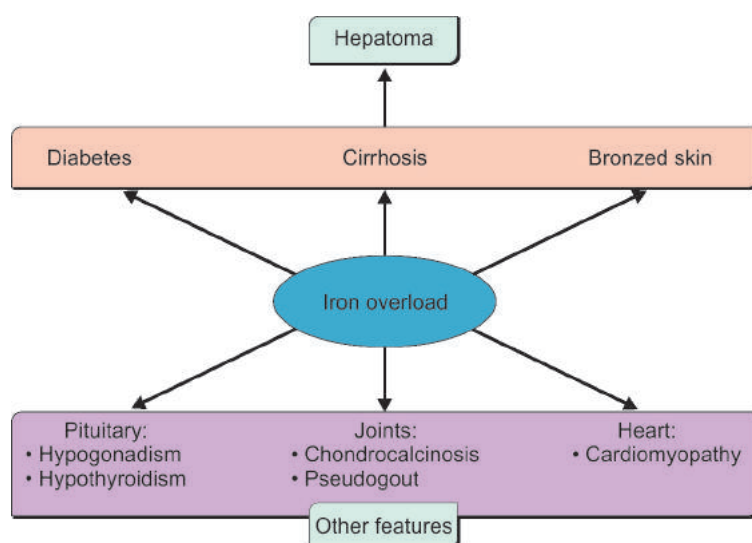 Hepatoma
Diabetes Cirrhosis Bronzed skin
Iron overload
Pituitary: Joints: Heart:
• Hypogonadism • Chondrocalcinosis • Cardiomyopathy
• Hypothyroidism • Pseudogout
Other features